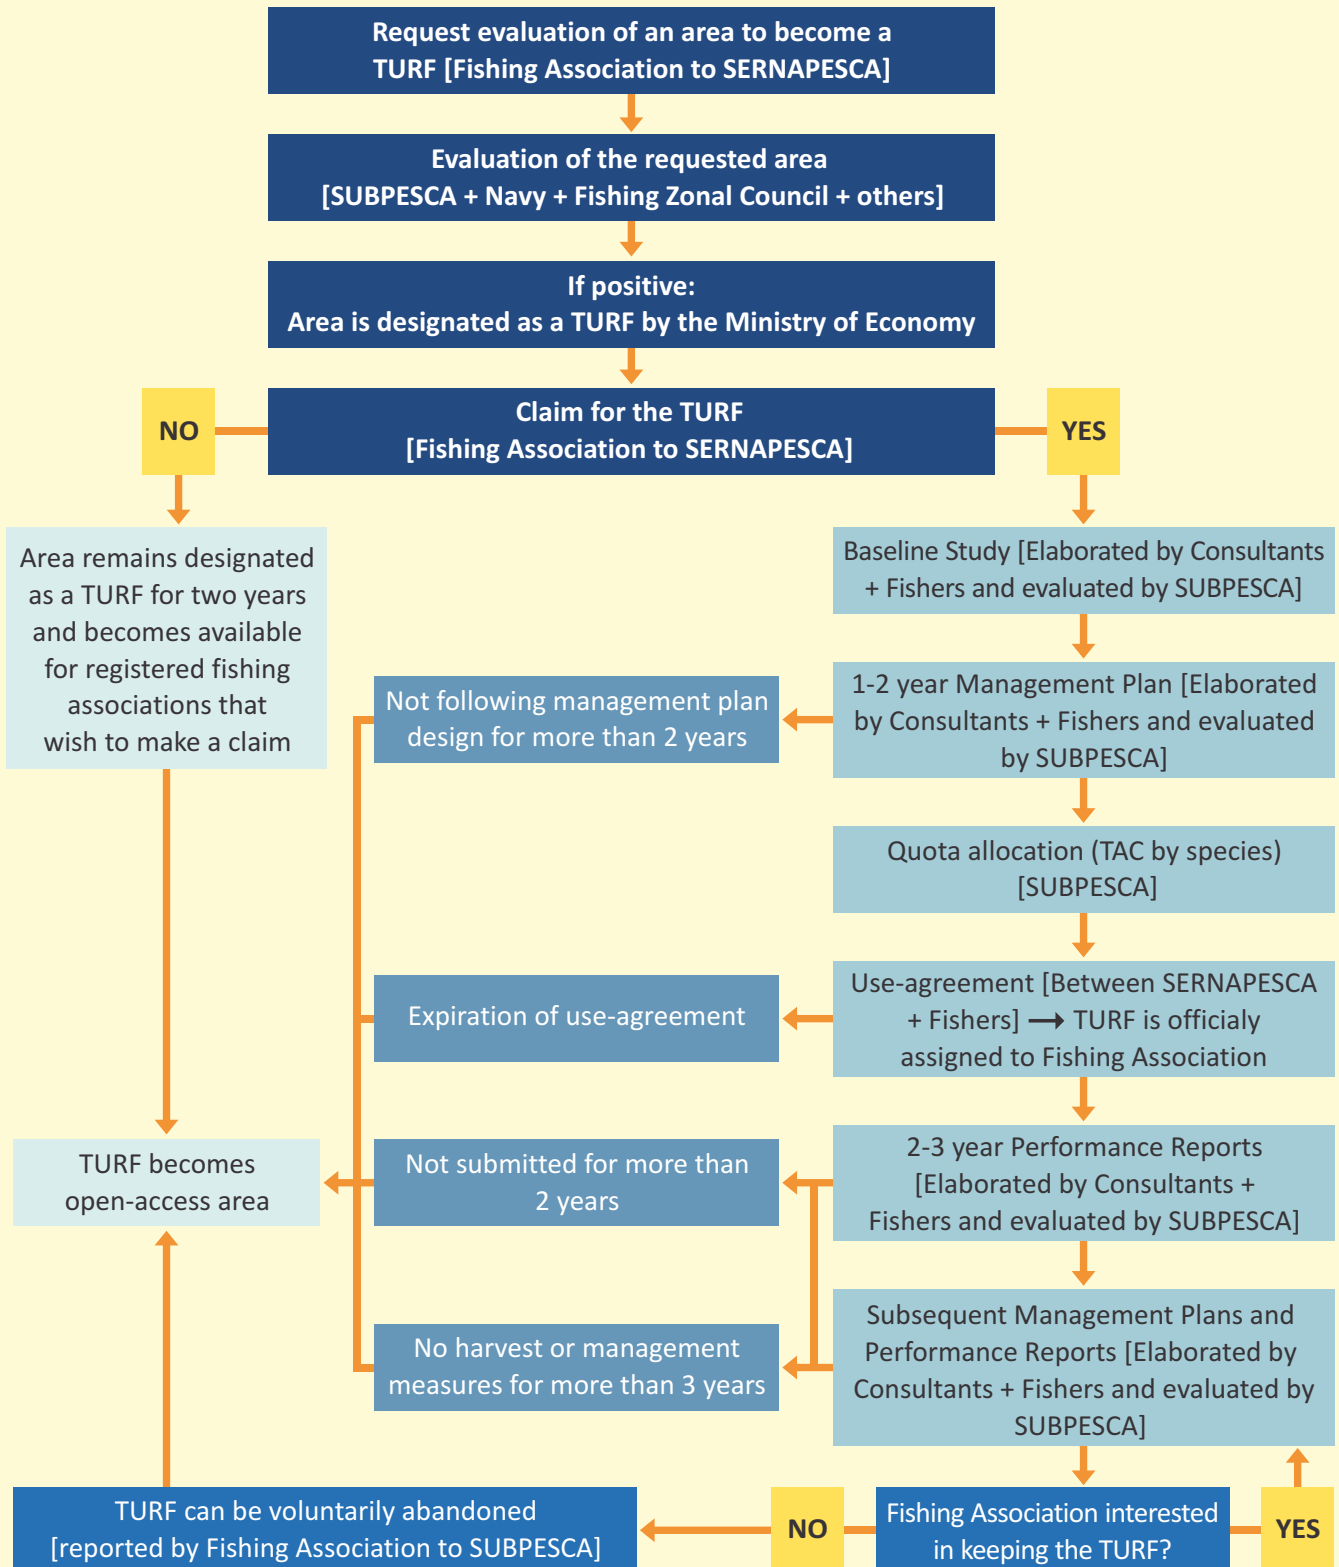 Request evaluation of an area to become a
TURF [Fishing Association to SERNAPESCA]
Evaluation of the requested area
[SUBPESCA + Navy + Fishing Zonal Council + others]
If positive:
Area is designated as a TURF by the Ministry of Economy
Claim for the TURF
[Fishing Association to SERNAPESCA]
NO
YES
Area remains designated
as a TURF for two years
and becomes available
for registered fishing
associations that
wish to make a claim
Baseline Study [Elaborated by Consultants
+ Fishers and evaluated by SUBPESCA]
Not following management plan
design for more than 2 years
1-2 year Management Plan [Elaborated
by Consultants + Fishers and evaluated
by SUBPESCA]
Quota allocation (TAC by species)
[SUBPESCA]
Expiration of use-agreement
Use-agreement [Between SERNAPESCA
+ Fishers] → TURF is officialy
assigned to Fishing Association
TURF becomes
open-access area
Not submitted for more than
2 years
2-3 year Performance Reports
[Elaborated by Consultants +
Fishers and evaluated by SUBPESCA]
No harvest or management
measures for more than 3 years
Subsequent Management Plans and
Performance Reports [Elaborated by
Consultants + Fishers and evaluated by
SUBPESCA]
TURF can be voluntarily abandoned
[reported by Fishing Association to SUBPESCA]
NO
Fishing Association interested
in keeping the TURF?
YES